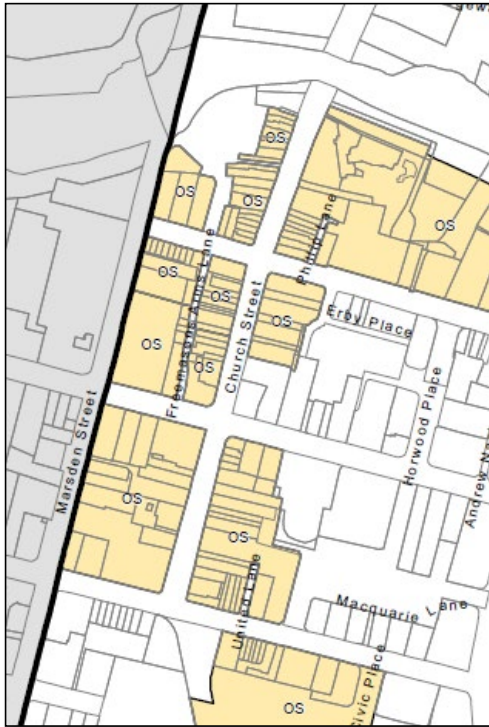 OS
OS
OS
OS
Phillip Lane
OS
OS
OS
Freemasons Arms Lane
Church Street
OS
Erby Place
OS
OS
Marsden Street
Horwood Place
OS
OS
United Lane
Macquarie Lane
Civic Place
OS